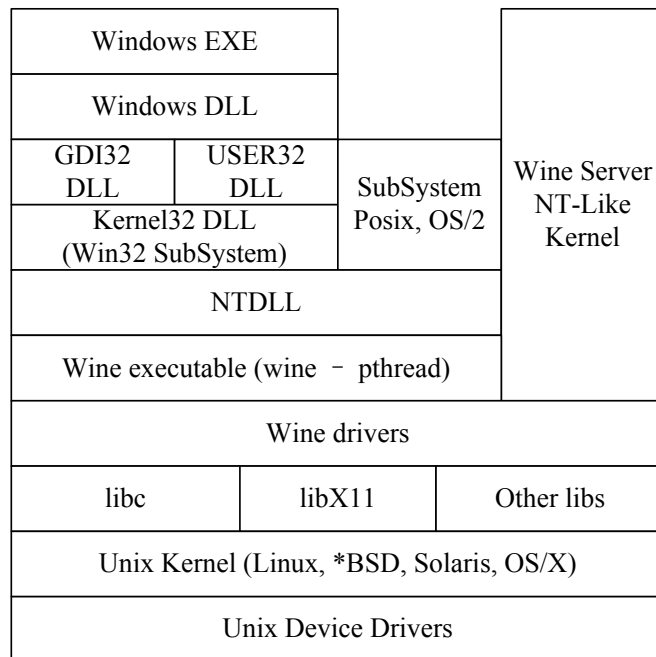 Windows EXE
Windows DLL
GDI32
DLL
USER32
DLL
SubSystem
Posix, OS/2
Wine Server
NT-Like
Kernel
Kernel32 DLL
(Win32 SubSystem)
NTDLL
Wine executable (wine - pthread)
Wine drivers
libc
libX11
Other libs
Unix Kernel (Linux, *BSD, Solaris, OS/X)
Unix Device Drivers